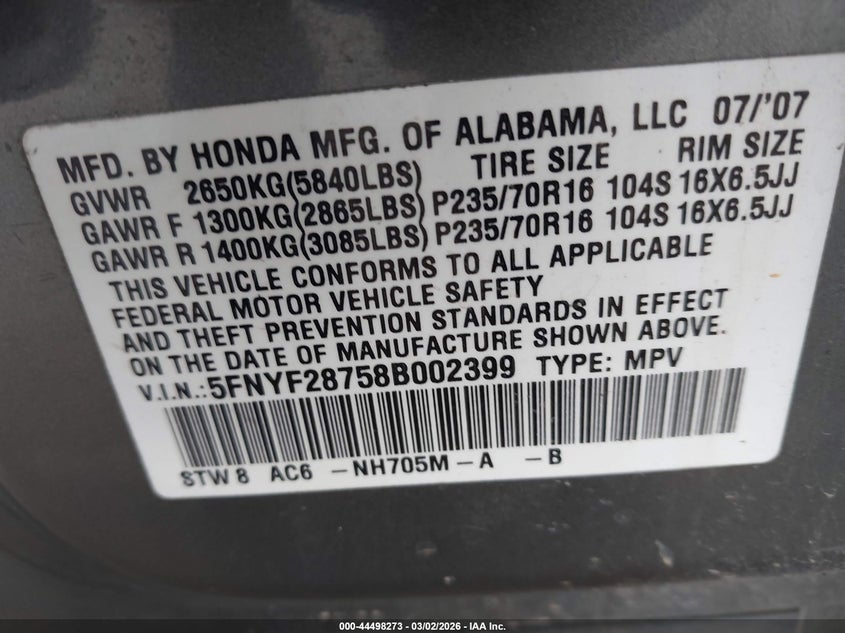 MFD. BY HONDA MFG. OF ALABAMA, LLC 07/'07
GVWR 2650KG(5840LBS) TIRE SIZE RIM SIZE
GAWR F 1300KG(2865LBS) P235/70R16 104S 16X6.5JJ
GAWR R 1400KG(3085LBS) P235/70R16 104S 16X6.5JJ
THIS VEHICLE CONFORMS TO ALL APPLICABLE
FEDERAL MOTOR VEHICLE SAFETY
AND THEFT PREVENTION STANDARDS IN EFFECT
ON THE DATE OF MANUFACTURE SHOWN ABOVE.
V.I.N.:5FNYF28758B002399 TYPE: MPV
STW 8 AC6 -NH705M-A -B
000-44498273 - 03/02/2026 - IAA Inc.